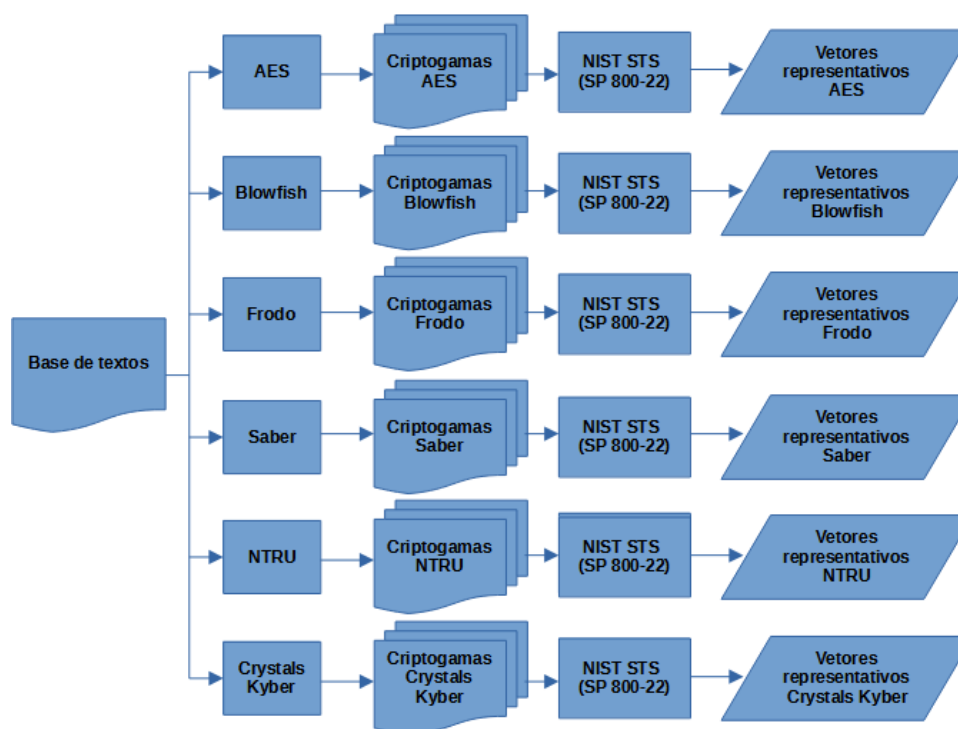 AES
Criptogamas
AES
NIST STS
(SP 800-22)
Vetores
representativos
AES
Blowfish
Criptogamas
Blowfish
NIST STS
(SP 800-22)
Vetores
representativos
Blowfish
Base de textos
Frodo
Criptogamas
Frodo
NIST STS
(SP 800-22)
Vetores
representativos
Frodo
Saber
Criptogamas
Saber
NIST STS
(SP 800-22)
Vetores
representativos
Saber
NTRU
Criptogamas
NTRU
NIST STS
(SP 800-22)
Vetores
representativos
NTRU
Crystals
Kyber
Criptogamas
Crystals
Kyber
NIST STS
(SP 800-22)
Vetores
representativos
Crystals Kyber